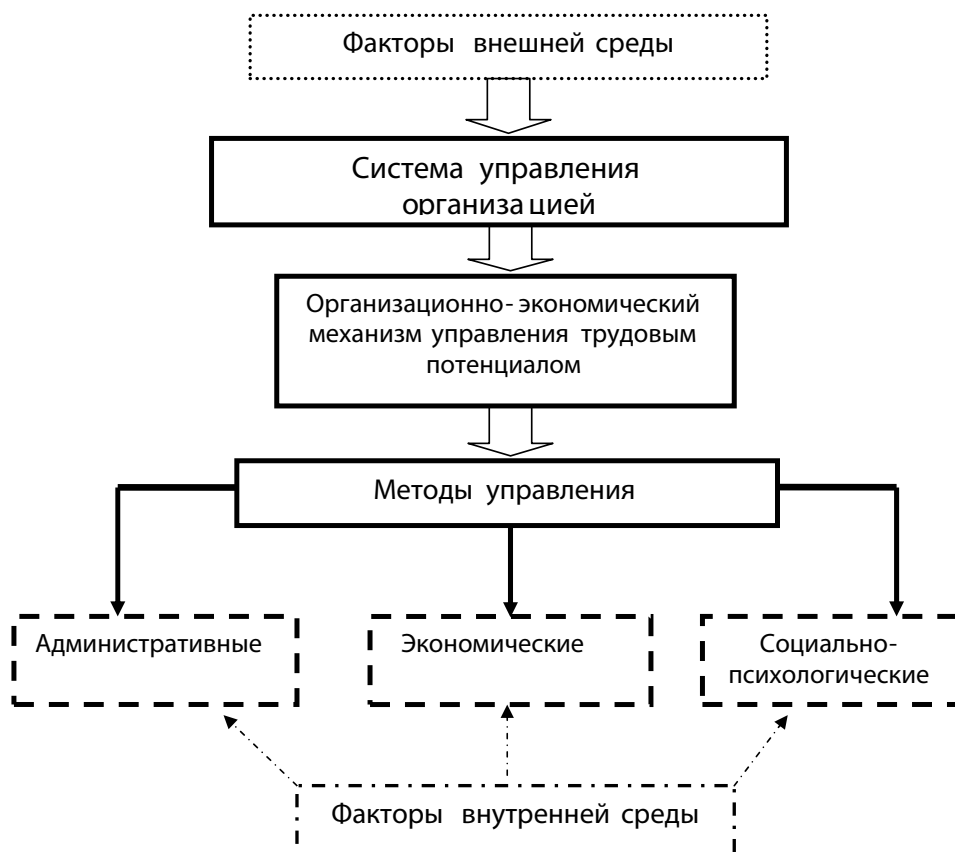 Факторы внешней среды
Система управления
организацией
Организационно-экономический
механизм управления трудовым
потенциалом
Методы управления
Административные
Экономические
Социально-
психологические
Факторы внутренней среды